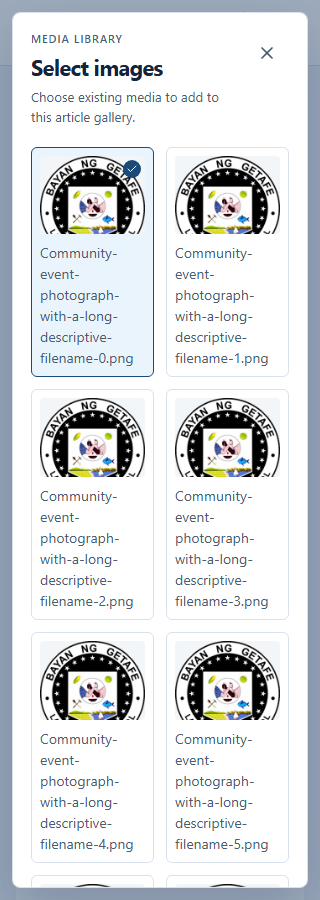 MEDIA LIBRARY
Select images
Choose existing media to add to
this article gallery.
BAYAN NG GETAFE
Community-
event-
photograph-
with-a-long-
descriptive-
filename-0.png
BAYAN NG GETAFE
Community-
event-
photograph-
with-a-long-
descriptive-
filename-1.png
BAYAN NG GETAFE
Community-
event-
photograph-
with-a-long-
descriptive-
filename-2.png
BAYAN NG GETAFE
Community-
event-
photograph-
with-a-long-
descriptive-
filename-3.png
BAYAN NG GETAFE
Community-
event-
photograph-
with-a-long-
descriptive-
filename-4.png
BAYAN NG GETAFE
Community-
event-
photograph-
with-a-long-
descriptive-
filename-5.png